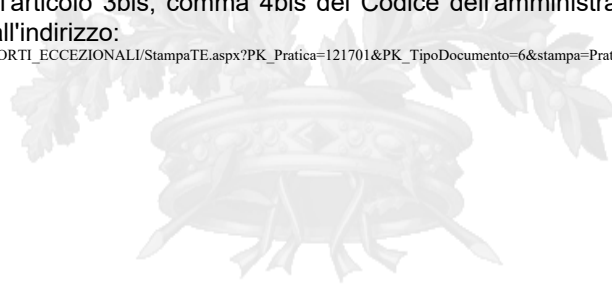 l'articolo 3bis, comma 4bis del Codice dell'amministra
all'indirizzo:
ORTI_ECCEZIONALI/StampaTE.aspx?PK_Pratica=121701&PK_TipoDocumento=6&stampa=Prat